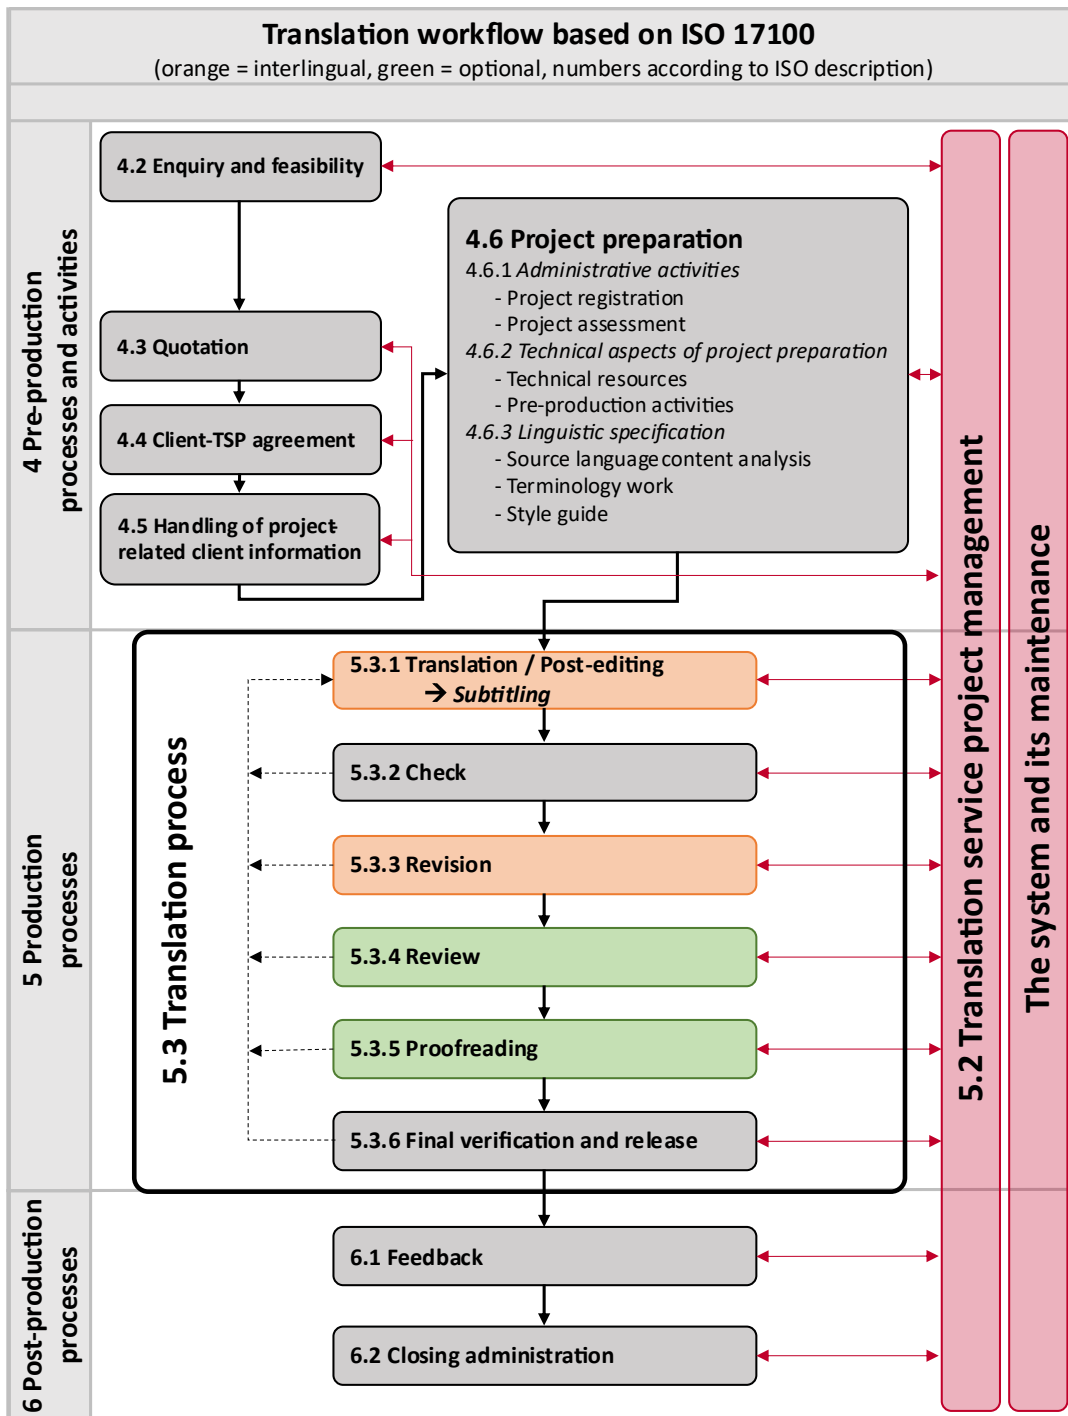 Translation workflow based on ISO 17100
(orange = interlingual, green = optional, numbers according to ISO description)
4 Pre-production
processes and activities
4.2 Enquiry and feasibility
4.3 Quotation
4.4 Client-TSP agreement
4.5 Handling of project-
related client information
4.6 Project preparation
4.6.1 Administrative activities
- Project registration
- Project assessment
4.6.2 Technical aspects of project preparation
- Technical resources
- Pre-production activities
4.6.3 Linguistic specification
- Source language content analysis
- Terminology work
- Style guide
5 Production
processes
5.3 Translation process
5.3.1 Translation / Post-editing
→ Subtitling
5.3.2 Check
5.3.3 Revision
5.3.4 Review
5.3.5 Proofreading
5.3.6 Final verification and release
6 Post-production
processes
6.1 Feedback
6.2 Closing administration
5.2 Translation service project management
The system and its maintenance